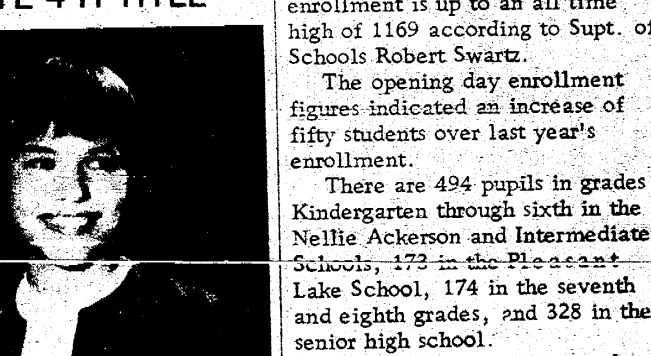 4-H TITLE
enrollment is up to an all time
high of 1169 according to Supt. of
Schools Robert Swartz.
The opening day enrollment
figures indicated an increase of
fifty students over last year's
enrollment.
There are 494 pupils in grades
Kindergarten through sixth in the
Nellie Ackerson and Intermediate
Schools, 173 in the Pleasant
Lake School, 174 in the seventh
and eighth grades, and 328 in the
senior high school.